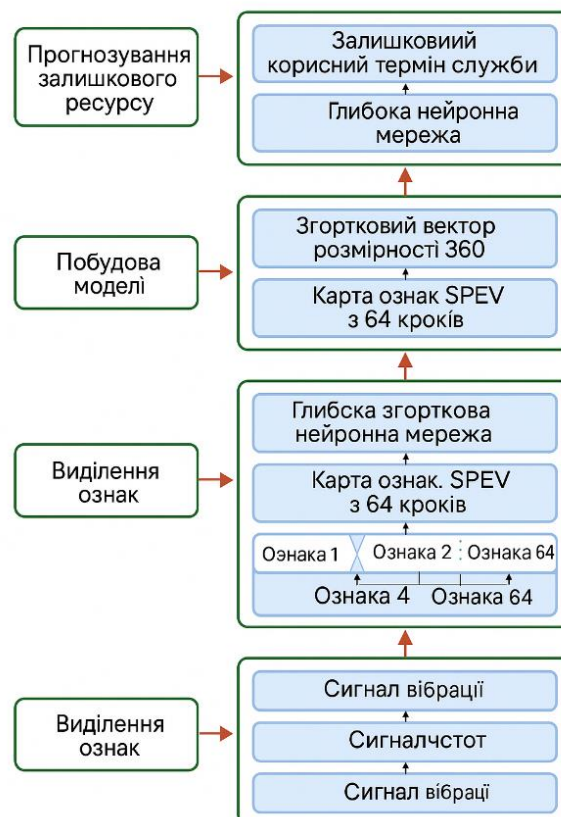 Прогнозування
залишкового
ресурсу
Залишковиий
корисний термін служби
Глибока нейронна
мережа
Побудова
моделі
Згортковий вектор
розмірності 360
Карта ознак SPEV
з 64 кроків
Виділення
ознак
Глибска згорткова
нейронна мережа
Карта ознак. SPEV
з 64 кроків
Оэнака 1
Ознака 2
Ознака 64
Ознака 4
Ознака 64
Виділення
ознак
Сигнал вібрації
Сигналчстот
Сигнал вібраці